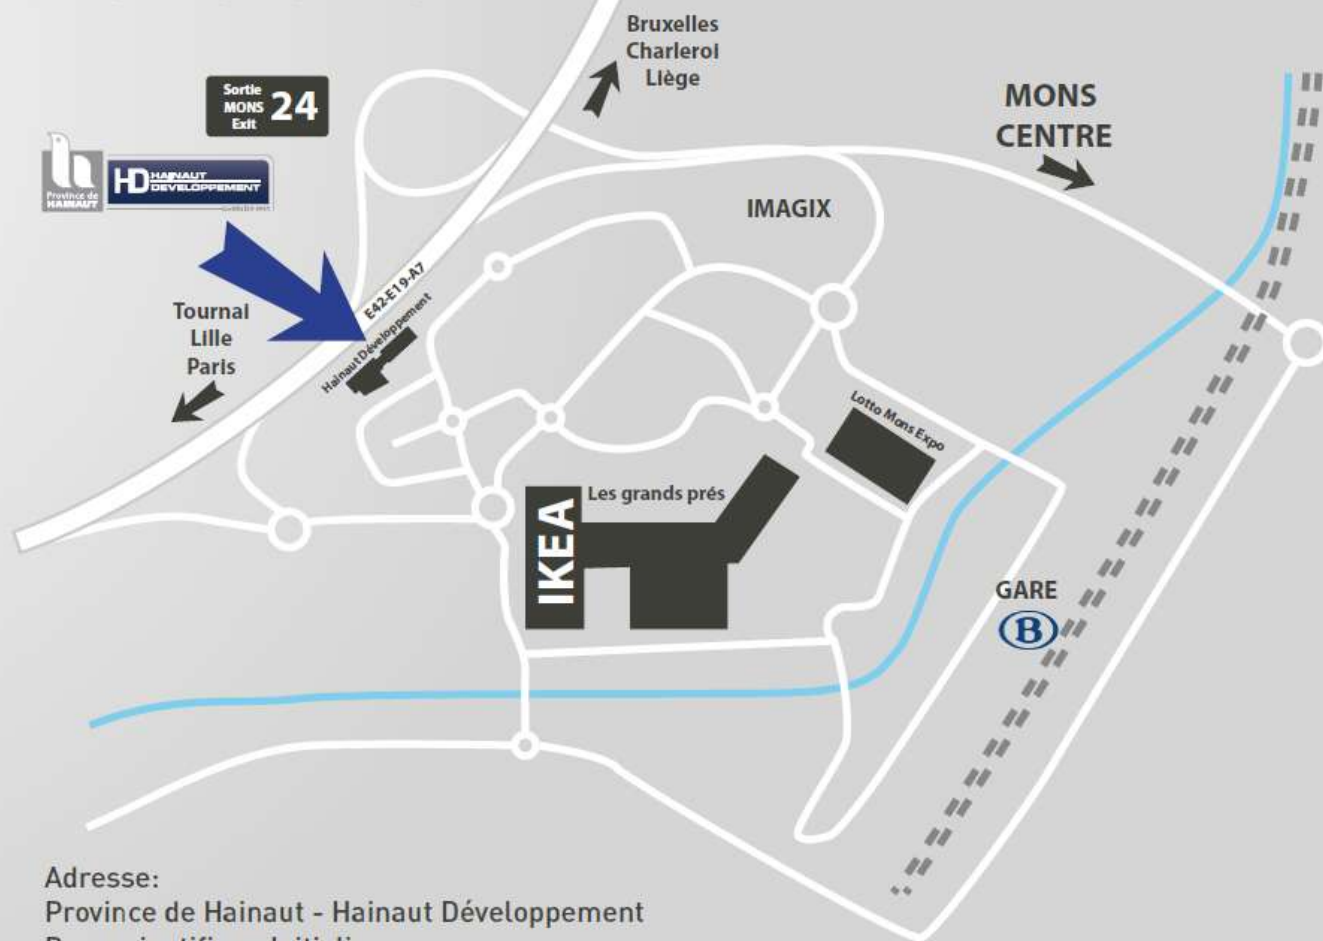 Bruxelles
Charleroi
Liège
Sortie
MONS
Exit
24
MONS
CENTRE
Province de
HAINAUT
HD HAINAUT
DEVELOPPEMENT
IMAGIX
E42-E19-A7
Hainaut Développement
Tournai
Lille
Paris
Lotto Mons Expo
Les grands prés
IKEA
GARE
B
Adresse:
Province de Hainaut - Hainaut Développement